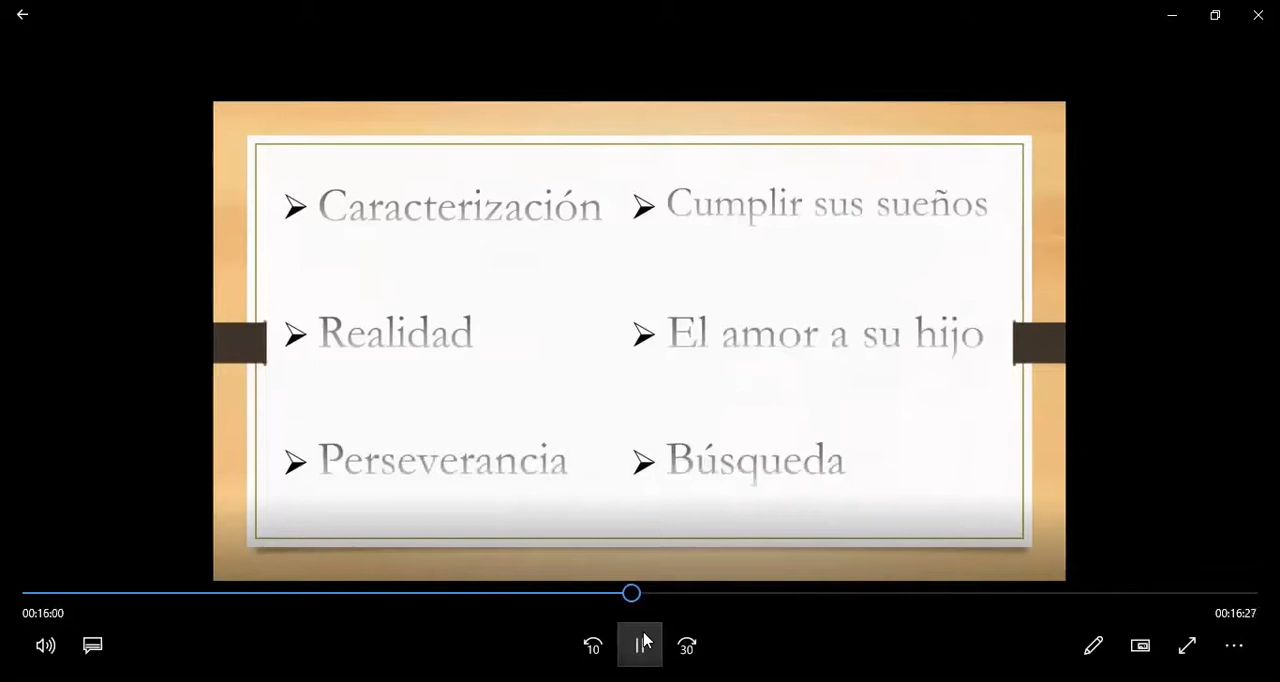 Caracterización
Cumplir sus sueños
Realidad
El amor a su hijo
Perseverancia
Búsqueda
00:16:00
00:16:27
10
30